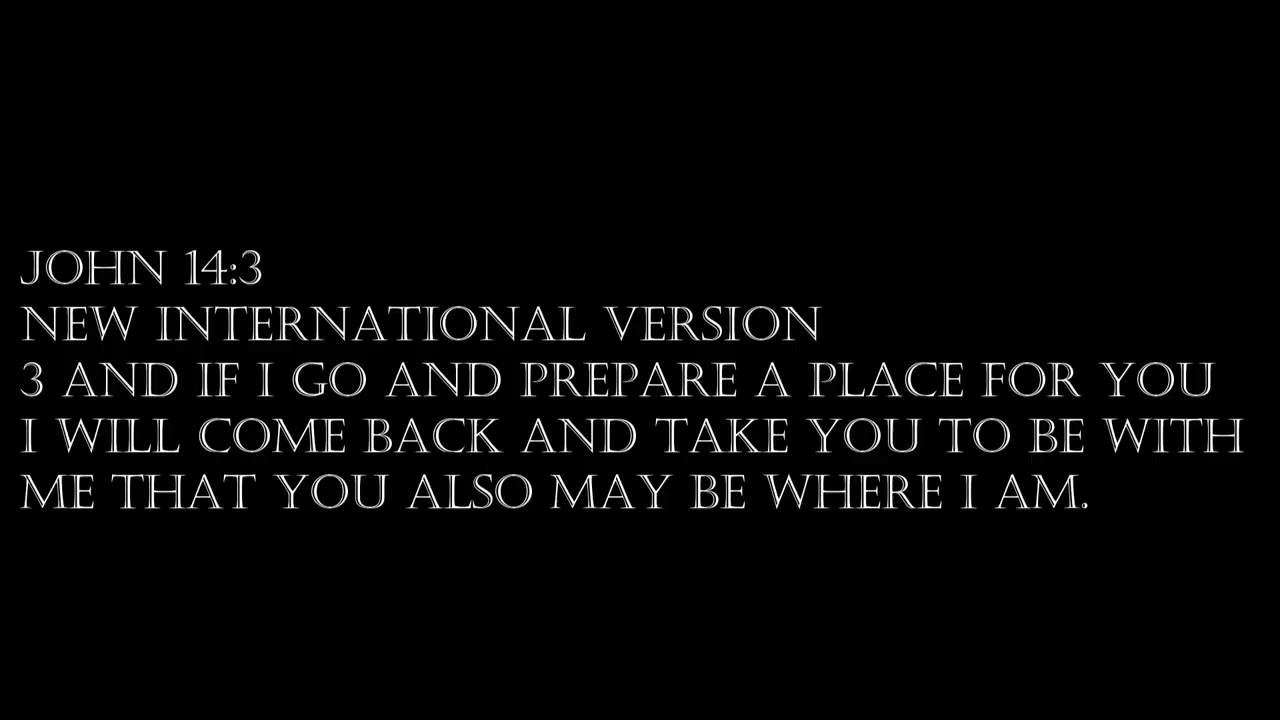 JOHN 14:3
NEW INTERNATIONAL VERSION
3 AND IF I GO AND PREPARE A PLACE FOR YOU
I WILL COME BACK AND TAKE YOU TO BE WITH
ME THAT YOU ALSO MAY BE WHERE I AM.